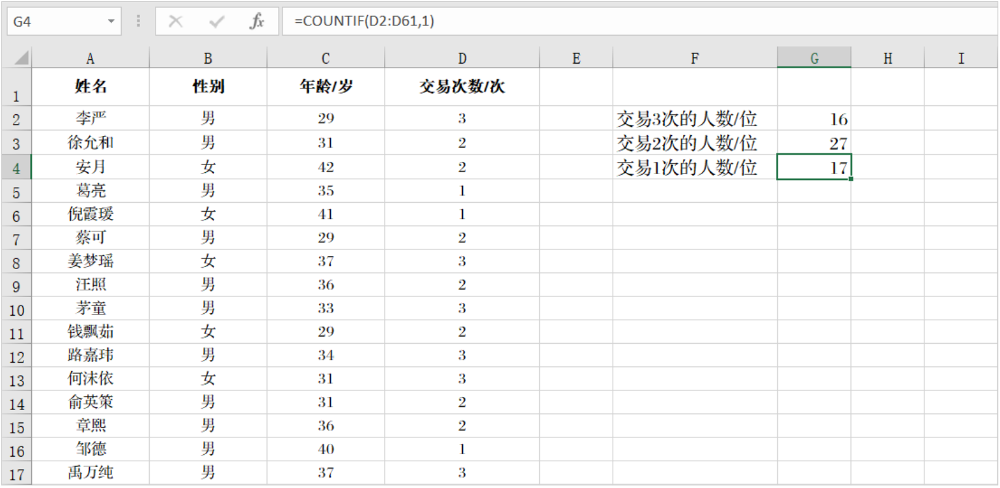 G4 fx =COUNTIF(D2:D61,1)
A B C D E F G H I
1 姓名 性别 年龄/岁 交易次数/次
2 李严 男 29 3 交易3次的人数/位 16
3 徐允和 男 31 2 交易2次的人数/位 27
4 安月 女 42 2 交易1次的人数/位 17
5 葛亮 男 35 1
6 倪霞瑗 女 41 1
7 蔡可 男 29 2
8 姜梦瑶 女 37 3
9 汪照 男 36 2
10 茅童 男 33 3
11 钱飘茹 女 29 2
12 路嘉玮 男 34 3
13 何沫依 女 31 3
14 俞英策 男 31 2
15 章熙 男 36 2
16 邹德 男 40 1
17 禹万纯 男 37 3